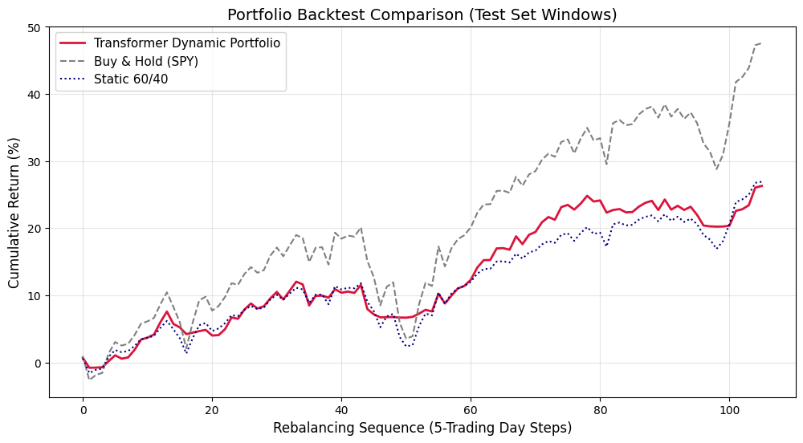 Portfolio Backtest Comparison (Test Set Windows)
Transformer Dynamic Portfolio
Buy & Hold (SPY)
Static 60/40
Cumulative Return (%)
50
40
30
20
10
0
0 20 40 60 80 100
Rebalancing Sequence (5-Trading Day Steps)